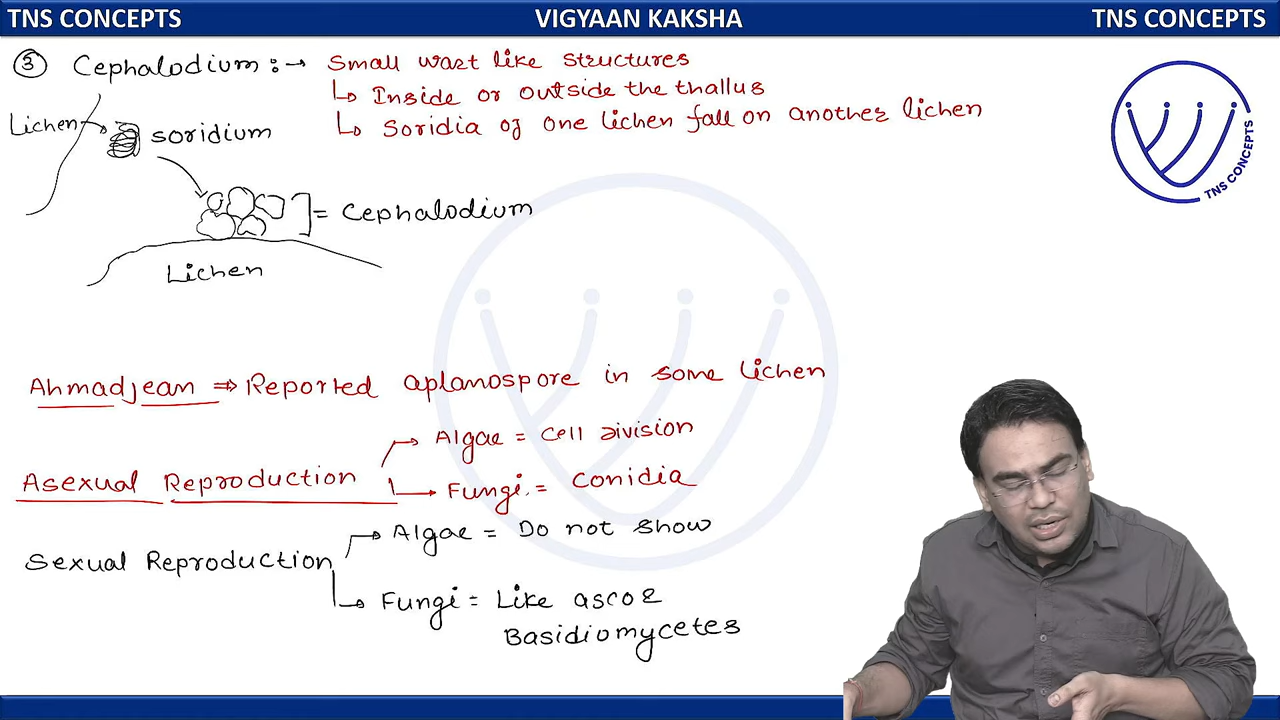 TNS CONCEPTS
VIGYAAN KAKSHA
TNS CONCEPTS
③ Cephalodium :→ Small wart like structures
↳ Inside or outside the thallus
↳ Soridia of one lichen fall on another lichen
Lichen → soridium
= Cephalodium
Lichen
TNS CONCEPTS
Ahmadjean ⇒ Reported aplanospore in some lichen
Asexual Reproduction
→ Algae = Cell Division
→ Fungi = Conidia
Sexual Reproduction
→ Algae = Do not show
→ Fungi = Like asco &
Basidiomycetes